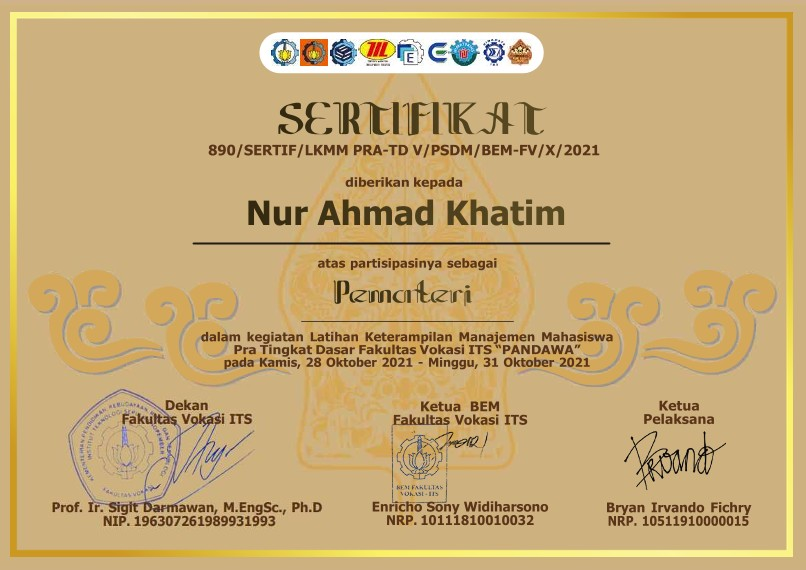 SERTIFIKAT
890/SERTIF/LKMM PRA-TD V/PSDM/BEM-FV/X/2021
diberikan kepada
Nur Ahmad Khatim
atas partisipasinya sebagai
Pemateri
dalam kegiatan Latihan Keterampilan Manajemen Mahasiswa
Pra Tingkat Dasar Fakultas Vokasi ITS "PANDAWA"
pada Kamis, 28 Oktober 2021 - Minggu, 31 Oktober 2021
Dekan
Fakultas Vokasi ITS
Prof. Ir. Sigit Darmawan, M.EngSc., Ph.D
NIP. 196307261989931993
Ketua BEM
Fakultas Vokasi ITS
BEM FAKULTAS
VOKASI - ITS
Enricho Sony Widiharsono
NRP. 10111810010032
Ketua
Pelaksana
Bryan Irvando Fichry
NRP. 10511910000015